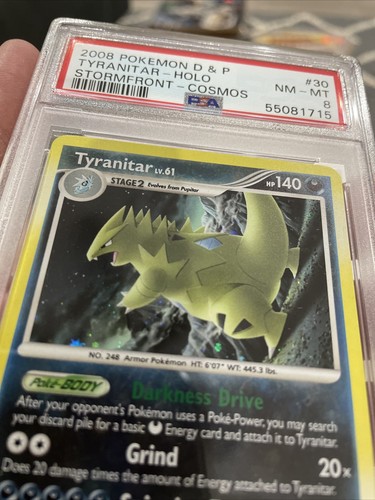 2008 POKEMON D & P #30
TYRANITAR-HOLO NM-MT
STORMFRONT-COSMOS 8
PSA 55081715
Tyranitar LV.61
STAGE2 Evolves from Pupitar HP 140
NO. 248 Armor Pokémon HT: 6'07" WT: 445.3 lbs.
Poké-BODY Darkness Drive
After your opponent's Pokémon uses a Poké-Power, you may search
your discard pile for a basic Energy card and attach it to Tyranitar.
Grind 20x
Does 20 damage times the amount of Energy attached to Tyranitar.